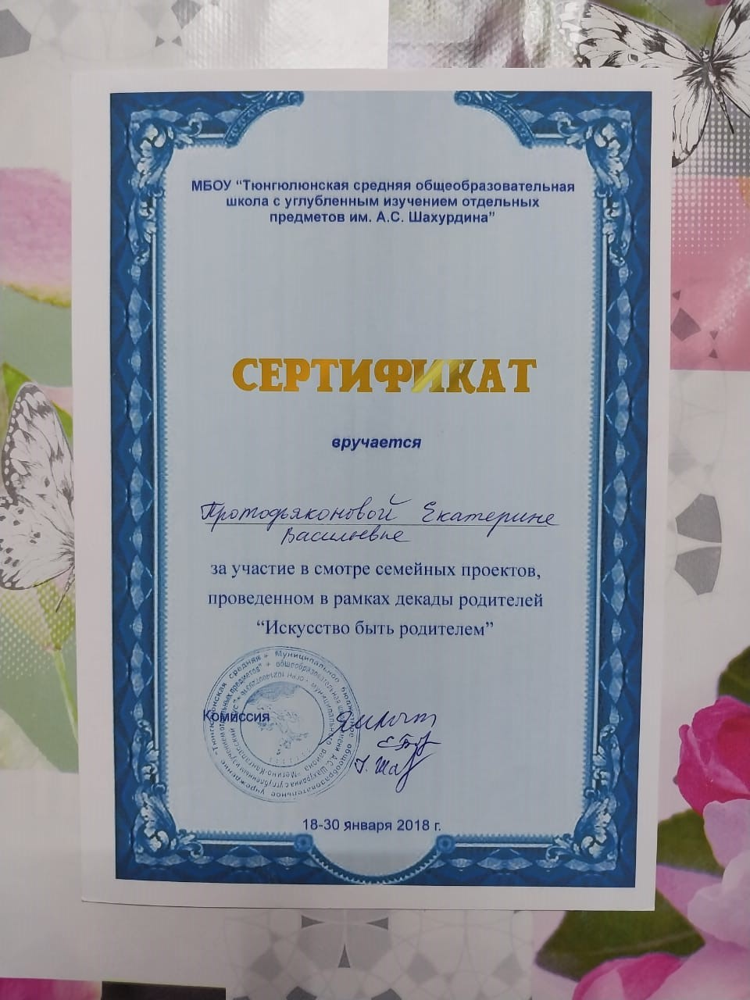 МБОУ “Тюнгюлюнская средняя общеобразовательная
школа с углубленным изучением отдельных
предметов им. А.С. Шахурдина”
СЕРТИФИКАТ
вручается
Протодьяконовой Екатерине
Васильевне
за участие в смотре семейных проектов,
проведенном в рамках декады родителей
“Искусство быть родителем”
Комиссия
18-30 января 2018 г.